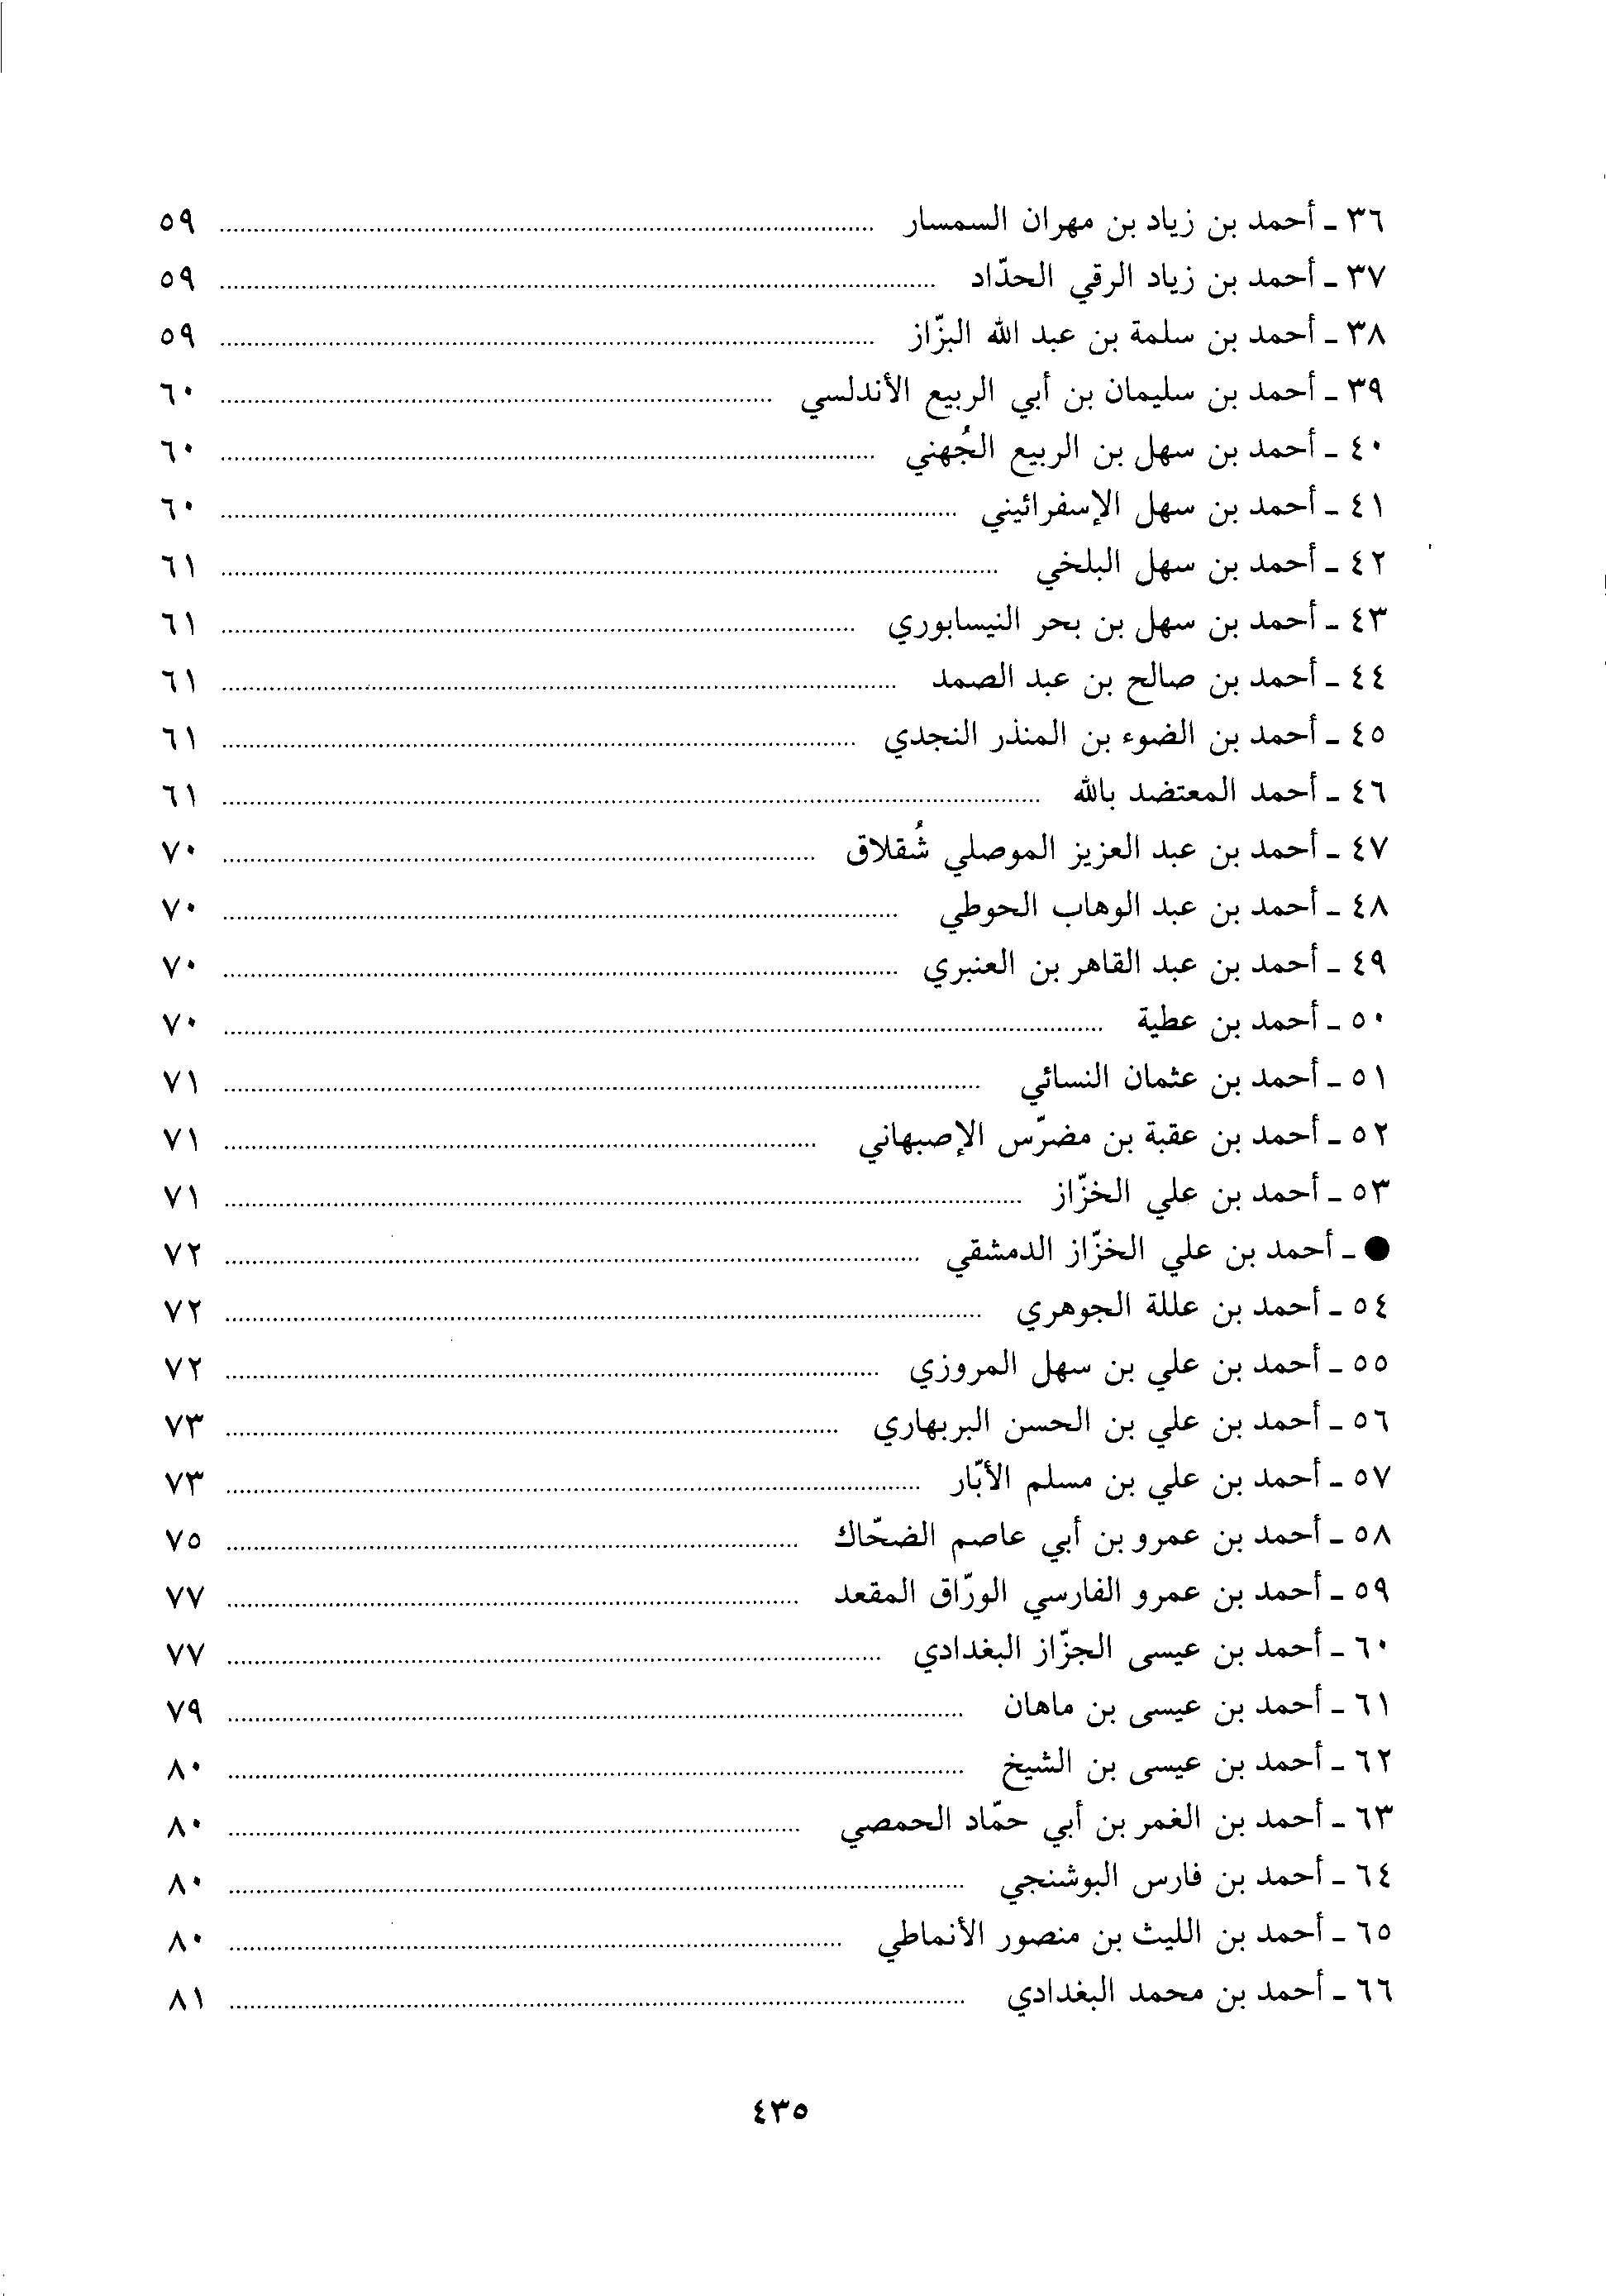 ٣٦ ـ أحمد بن زياد بن مهران السمسار ........ ٥٩
٣٧ ـ أحمد بن زياد الرقي الحدّاد ........ ٥٩
٣٨ ـ أحمد بن سلمة بن عبد الله البزّاز ........ ٥٩
٣٩ ـ أحمد بن سليمان بن أبي الربيع الأندلسي ........ ٦٠
٤٠ ـ أحمد بن سهل بن الربيع الجُهني ........ ٦٠
٤١ ـ أحمد بن سهل الإسفرائيني ........ ٦٠
٤٢ ـ أحمد بن سهل البلخي ........ ٦١
٤٣ ـ أحمد بن سهل بن بحر النيسابوري ........ ٦١
٤٤ ـ أحمد بن صالح بن عبد الصمد ........ ٦١
٤٥ ـ أحمد بن الضوء بن المنذر النجدي ........ ٦١
٤٦ ـ أحمد المعتضد بالله ........ ٦١
٤٧ ـ أحمد بن عبد العزيز الموصلي شُقلاق ........ ٧٠
٤٨ ـ أحمد بن عبد الوهاب الحوطي ........ ٧٠
٤٩ ـ أحمد بن عبد القاهر بن العنبري ........ ٧٠
٥٠ ـ أحمد بن عطية ........ ٧٠
٥١ ـ أحمد بن عثمان النسائي ........ ٧١
٥٢ ـ أحمد بن عقبة بن مضرّس الإصبهاني ........ ٧١
٥٣ ـ أحمد بن علي الخزّاز ........ ٧١
● ـ أحمد بن علي الخزّاز الدمشقي ........ ٧٢
٥٤ ـ أحمد بن عللة الجوهري ........ ٧٢
٥٥ ـ أحمد بن علي بن سهل المروزي ........ ٧٢
٥٦ ـ أحمد بن علي بن الحسن البربهاري ........ ٧٣
٥٧ ـ أحمد بن علي بن مسلم الأبّار ........ ٧٣
٥٨ ـ أحمد بن عمرو بن أبي عاصم الضحّاك ........ ٧٥
٥٩ ـ أحمد بن عمرو الفارسي الورّاق المقعد ........ ٧٧
٦٠ ـ أحمد بن عيسى الجزّاز البغدادي ........ ٧٧
٦١ ـ أحمد بن عيسى بن ماهان ........ ٧٩
٦٢ ـ أحمد بن عيسى بن الشيخ ........ ٨٠
٦٣ ـ أحمد بن الغمر بن أبي حمّاد الحمصي ........ ٨٠
٦٤ ـ أحمد بن فارس البوشنجي ........ ٨٠
٦٥ ـ أحمد بن الليث بن منصور الأنماطي ........ ٨٠
٦٦ ـ أحمد بن محمد البغدادي ........ ٨١
٤٣٥